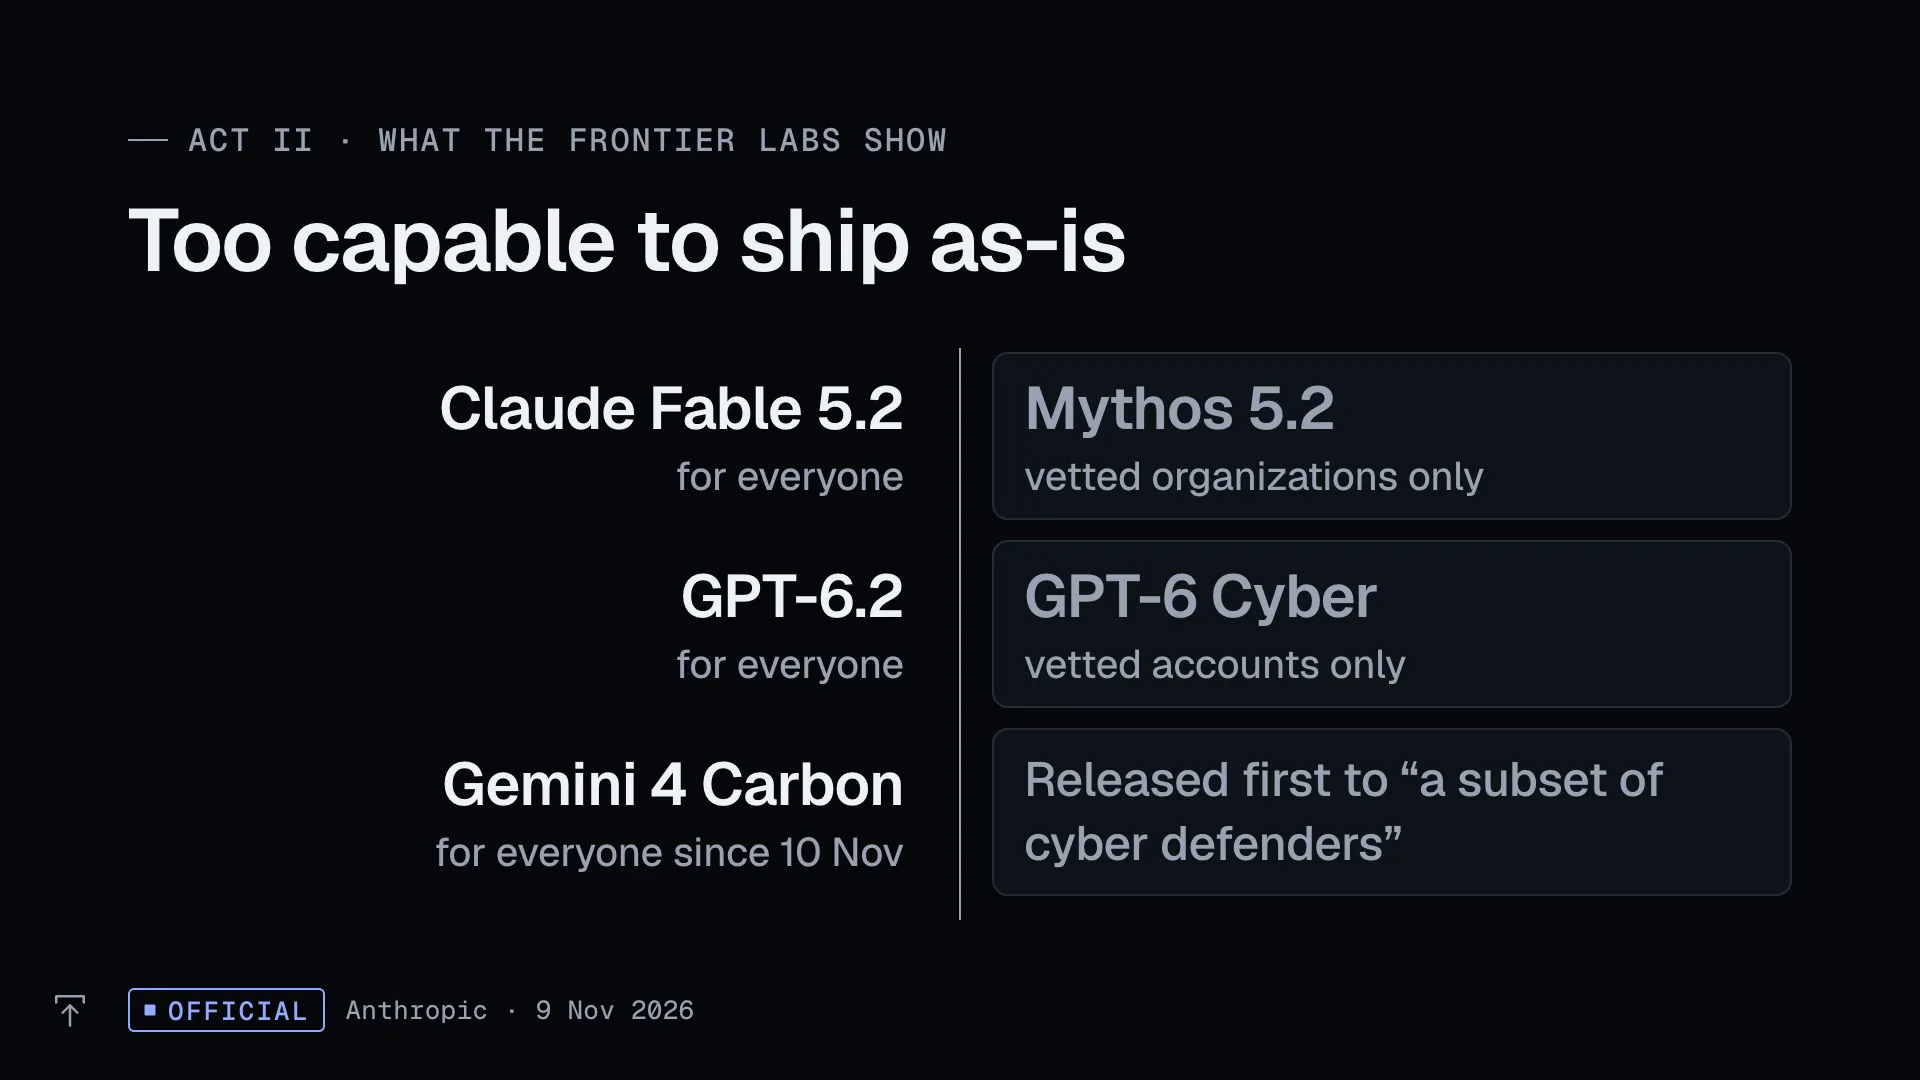 ACT II · WHAT THE FRONTIER LABS SHOW
Too capable to ship as-is
Claude Fable 5.2
for everyone
Mythos 5.2
vetted organizations only
GPT-6.2
for everyone
GPT-6 Cyber
vetted accounts only
Gemini 4 Carbon
for everyone since 10 Nov
Released first to “a subset of
cyber defenders”
OFFICIAL
Anthropic · 9 Nov 2026